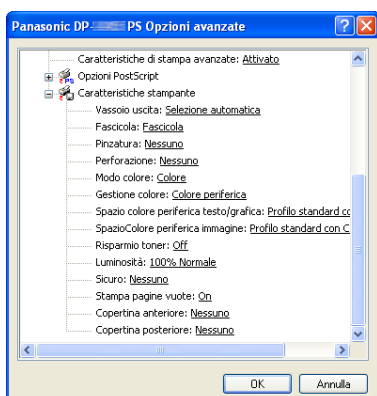 Panasonic DP- PS Opzioni avanzate
Caratteristiche di stampa avanzate: Attivato
Opzioni PostScript
Caratteristiche stampante
Vassoio uscita: Selezione automatica
Fascicola: Fascicola
Pinzatura: Nessuno
Perforazione: Nessuno
Modo colore: Colore
Gestione colore: Colore periferica
Spazio colore periferica testo/grafica: Profilo standard co
SpazioColore periferica immagine: Profilo standard con C
Risparmio toner: Off
Luminosità: 100% Normale
Sicuro: Nessuno
Stampa pagine vuote: On
Copertina anteriore: Nessuno
Copertina posteriore: Nessuno
OK
Annulla